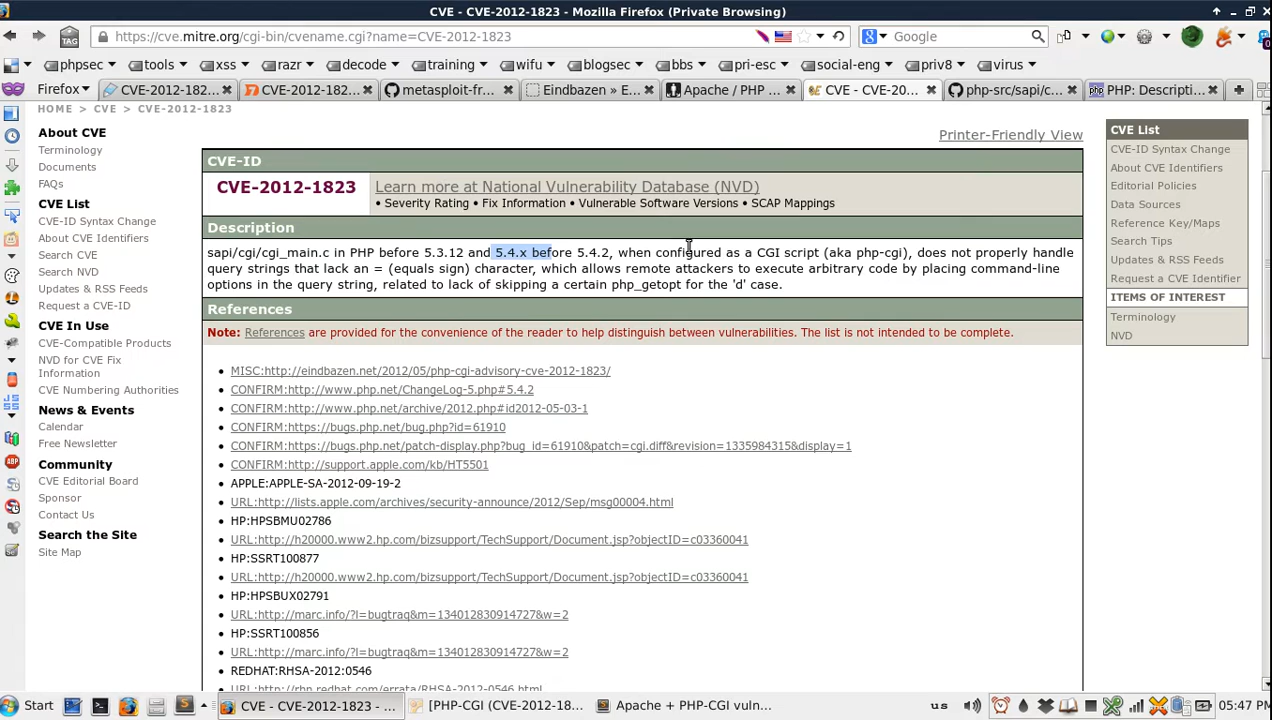 CVE - CVE-2012-1823 - Mozilla Firefox (Private Browsing)
https://cve.mitre.org/cgi-bin/cvename.cgi?name=CVE-2012-1823
Google
phpsec tools xss razr decode training wifu blogsec bbs pri-esc social-eng priv8 virus
Firefox CVE-2012-182... CVE-2012-182... metasploit-fr... Eindbazen » E... Apache / PHP ... CVE - CVE-20... php-src/sapi/c... PHP: Descripti...
HOME > CVE > CVE-2012-1823
About CVE
Terminology
Documents
FAQs
CVE List
CVE-ID Syntax Change
About CVE Identifiers
Search CVE
Search NVD
Updates & RSS Feeds
Request a CVE-ID
CVE In Use
CVE-Compatible Products
NVD for CVE Fix
Information
CVE Numbering Authorities
News & Events
Calendar
Free Newsletter
Community
CVE Editorial Board
Sponsor
Contact Us
Search the Site
Site Map
Printer-Friendly View
CVE-ID
CVE-2012-1823
Learn more at National Vulnerability Database (NVD)
• Severity Rating • Fix Information • Vulnerable Software Versions • SCAP Mappings
Description
sapi/cgi/cgi_main.c in PHP before 5.3.12 and 5.4.x before 5.4.2, when configured as a CGI script (aka php-cgi), does not properly handle
query strings that lack an = (equals sign) character, which allows remote attackers to execute arbitrary code by placing command-line
options in the query string, related to lack of skipping a certain php_getopt for the 'd' case.
References
Note: References are provided for the convenience of the reader to help distinguish between vulnerabilities. The list is not intended to be complete.
• MISC:http://eindbazen.net/2012/05/php-cgi-advisory-cve-2012-1823/
• CONFIRM:http://www.php.net/ChangeLog-5.php#5.4.2
• CONFIRM:http://www.php.net/archive/2012.php#id2012-05-03-1
• CONFIRM:https://bugs.php.net/bug.php?id=61910
• CONFIRM:https://bugs.php.net/patch-display.php?bug_id=61910&patch=cgi.diff&revision=1335984315&display=1
• CONFIRM:http://support.apple.com/kb/HT5501
• APPLE:APPLE-SA-2012-09-19-2
• URL:http://lists.apple.com/archives/security-announce/2012/Sep/msg00004.html
• HP:HPSBMU02786
• URL:http://h20000.www2.hp.com/bizsupport/TechSupport/Document.jsp?objectID=c03360041
• HP:SSRT100877
• URL:http://h20000.www2.hp.com/bizsupport/TechSupport/Document.jsp?objectID=c03360041
• HP:HPSBUX02791
• URL:http://marc.info/?l=bugtraq&m=134012830914727&w=2
• HP:SSRT100856
• URL:http://marc.info/?l=bugtraq&m=134012830914727&w=2
• REDHAT:RHSA-2012:0546
• URL:http://rhn.redhat.com/errata/RHSA-2012-0546.html
CVE List
CVE-ID Syntax Change
About CVE Identifiers
Editorial Policies
Data Sources
Reference Key/Maps
Search Tips
Updates & RSS Feeds
Request a CVE Identifier
ITEMS OF INTEREST
Terminology
NVD
Start CVE - CVE-2012-1823 - ... [PHP-CGI (CVE-2012-18... Apache + PHP-CGI vuln... us 05:47 PM